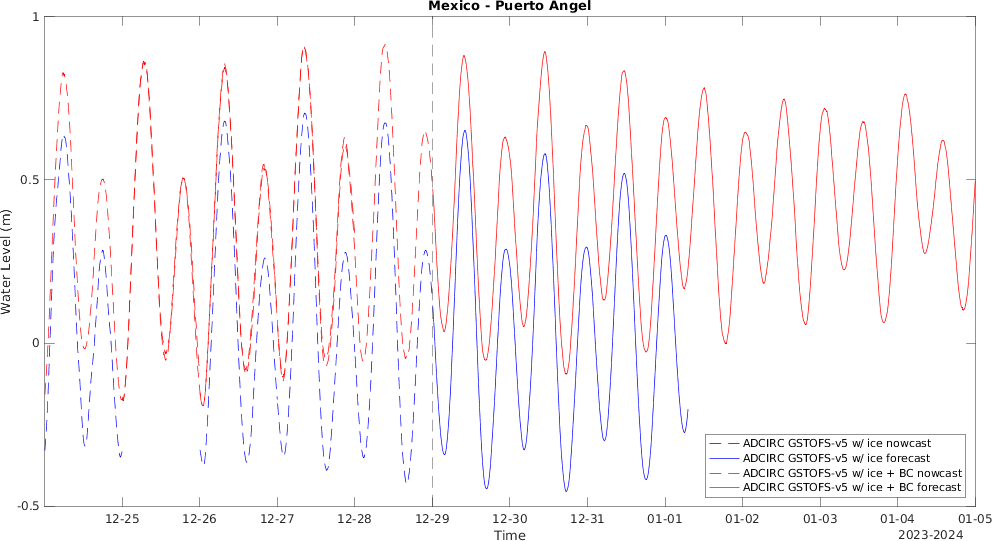 Mexico - Puerto Angel
Water Level (m)
1
0.5
0
-0.5
12-25 12-26 12-27 12-28 12-29 12-30 12-31 01-01 01-02 01-03 01-04 01-05
Time
2023-2024
ADCIRC GSTOFS-v5 w/ ice nowcast
ADCIRC GSTOFS-v5 w/ ice forecast
ADCIRC GSTOFS-v5 w/ ice + BC nowcast
ADCIRC GSTOFS-v5 w/ ice + BC forecast